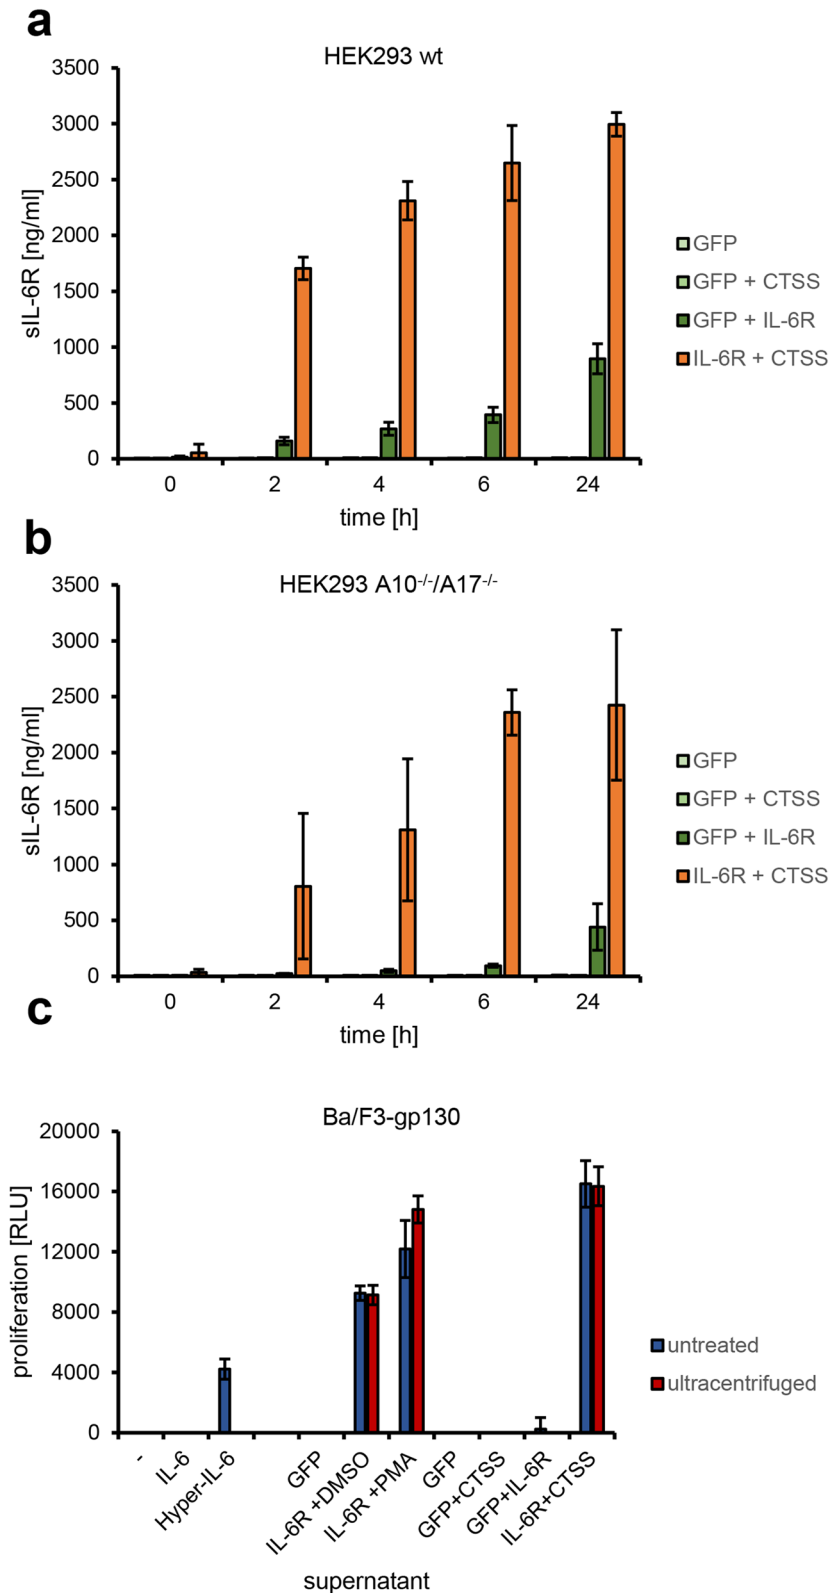 a
HEK293 wt
3500
3000
2500
2000
1500
1000
500
0
sIL-6R [ng/ml]
0 2 4 6 24
time [h]
GFP
GFP + CTSS
GFP + IL-6R
IL-6R + CTSS
b
HEK293 A10-/-/A17-/-
3500
3000
2500
2000
1500
1000
500
0
sIL-6R [ng/ml]
0 2 4 6 24
time [h]
GFP
GFP + CTSS
GFP + IL-6R
IL-6R + CTSS
c
Ba/F3-gp130
20000
16000
12000
8000
4000
0
proliferation [RLU]
-
IL-6
Hyper-IL-6
GFP
IL-6R +DMSO
IL-6R +PMA
GFP
GFP+CTSS
GFP+IL-6R
IL-6R+CTSS
supernatant
untreated
ultracentrifuged